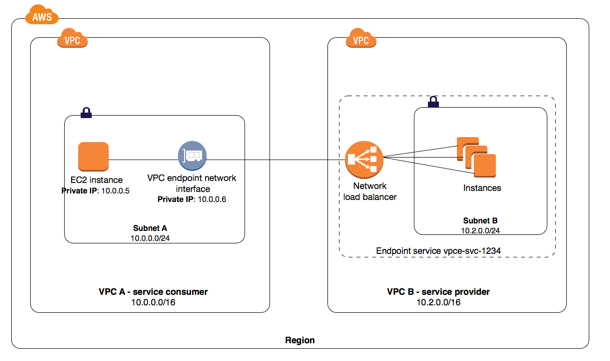 AWS
VPC
VPC
EC2 instance
Private IP: 10.0.0.5
VPC endpoint network
interface
Private IP: 10.0.0.6
Subnet A
10.0.0.0/24
VPC A - service consumer
10.0.0.0/16
Network
load balancer
Instances
Subnet B
10.2.0.0/24
Endpoint service vpce-svc-1234
VPC B - service provider
10.2.0.0/16
Region